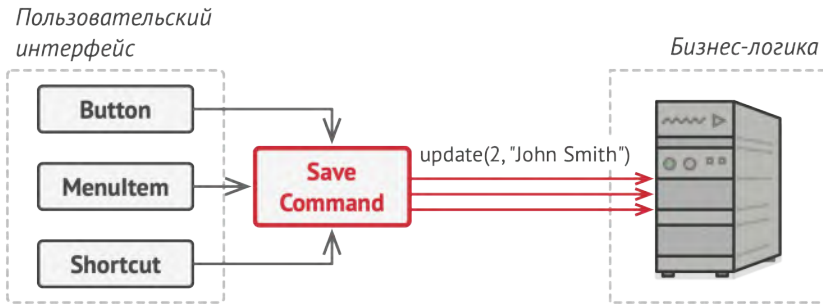 Пользовательский
интерфейс
Бизнес-логика
Button
MenuItem
Shortcut
Save
Command
update(2, "John Smith")